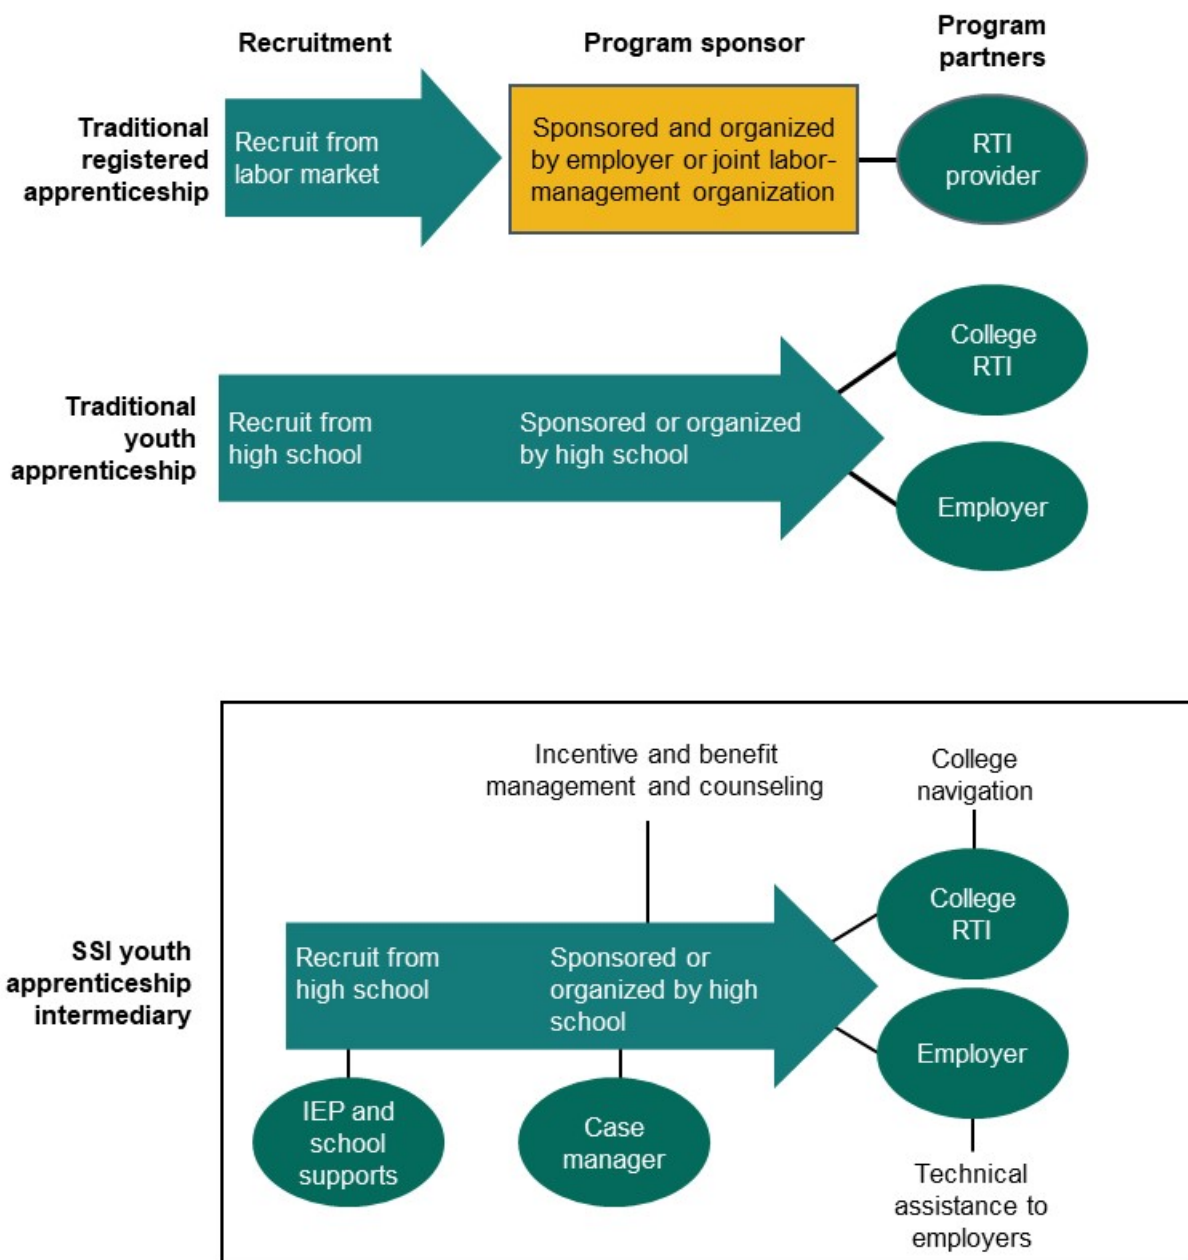 Recruitment
Program sponsor
Program
partners
Traditional
registered
apprenticeship
Recruit from
labor market
Sponsored and organized
by employer or joint labor-
management organization
RTI
provider
Traditional
youth
apprenticeship
Recruit from
high school
Sponsored or organized
by high school
College
RTI
Employer
SSI youth
apprenticeship
intermediary
Incentive and benefit
management and counseling
College
navigation
Recruit from
high school
Sponsored or
organized by high
school
College
RTI
Employer
IEP and
school
supports
Case
manager
Technical
assistance to
employers